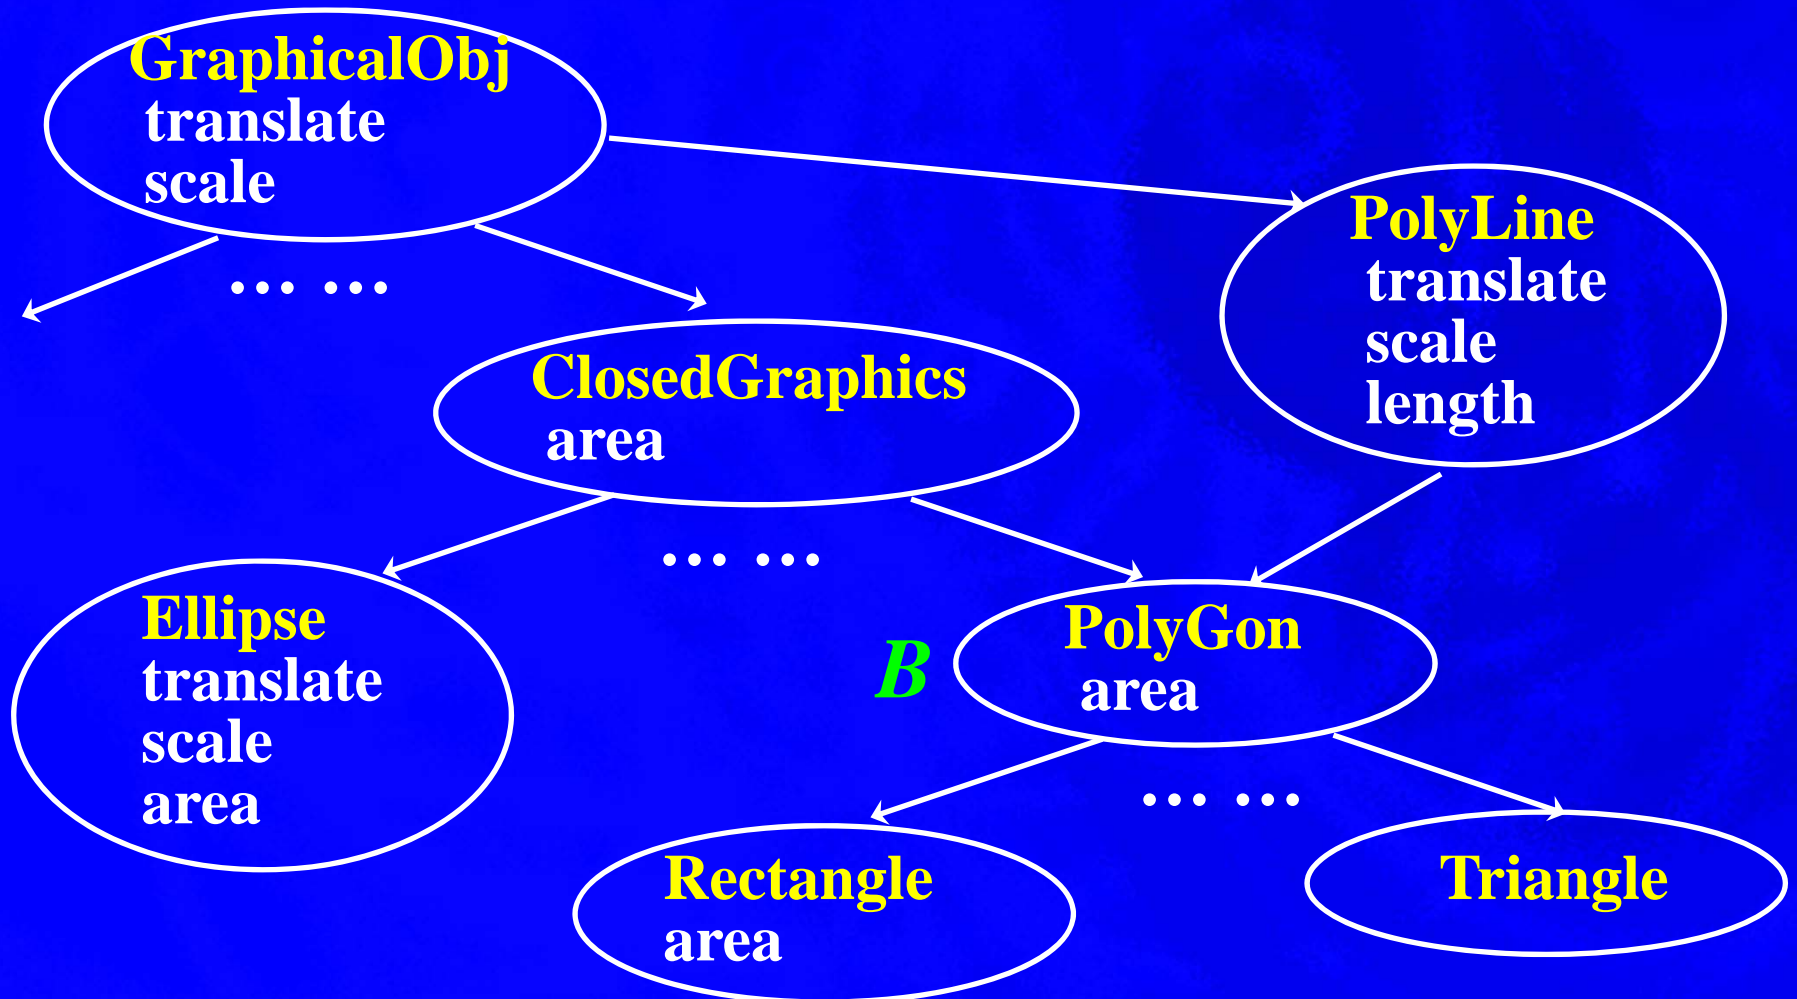 GraphicalObj
translate
scale
... ...
PolyLine
translate
scale
length
ClosedGraphics
area
... ...
Ellipse
translate
scale
area
B
PolyGon
area
... ...
Rectangle
area
Triangle